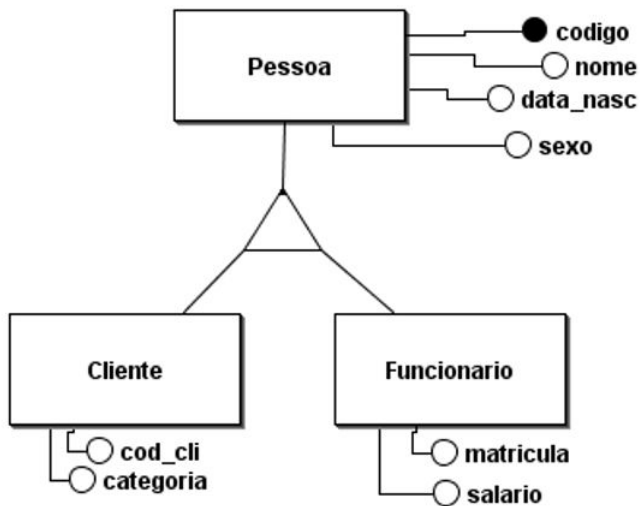 Pessoa
codigo
nome
data_nasc
sexo
Cliente
Funcionario
cod_cli
categoria
matricula
salario